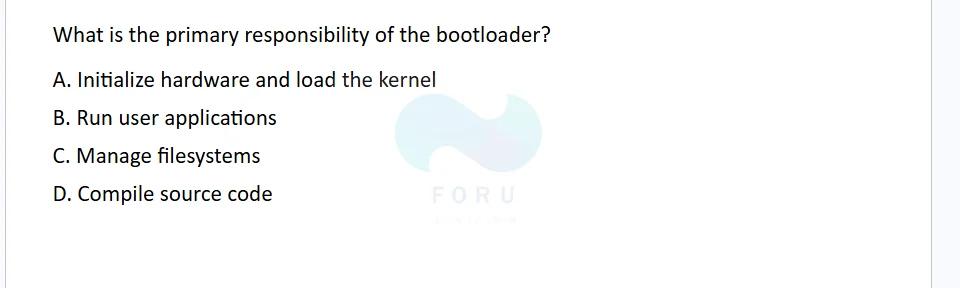 What is the primary responsibility of the bootloader?
A. Initialize hardware and load the kernel
B. Run user applications
C. Manage filesystems
D. Compile source code
FORU